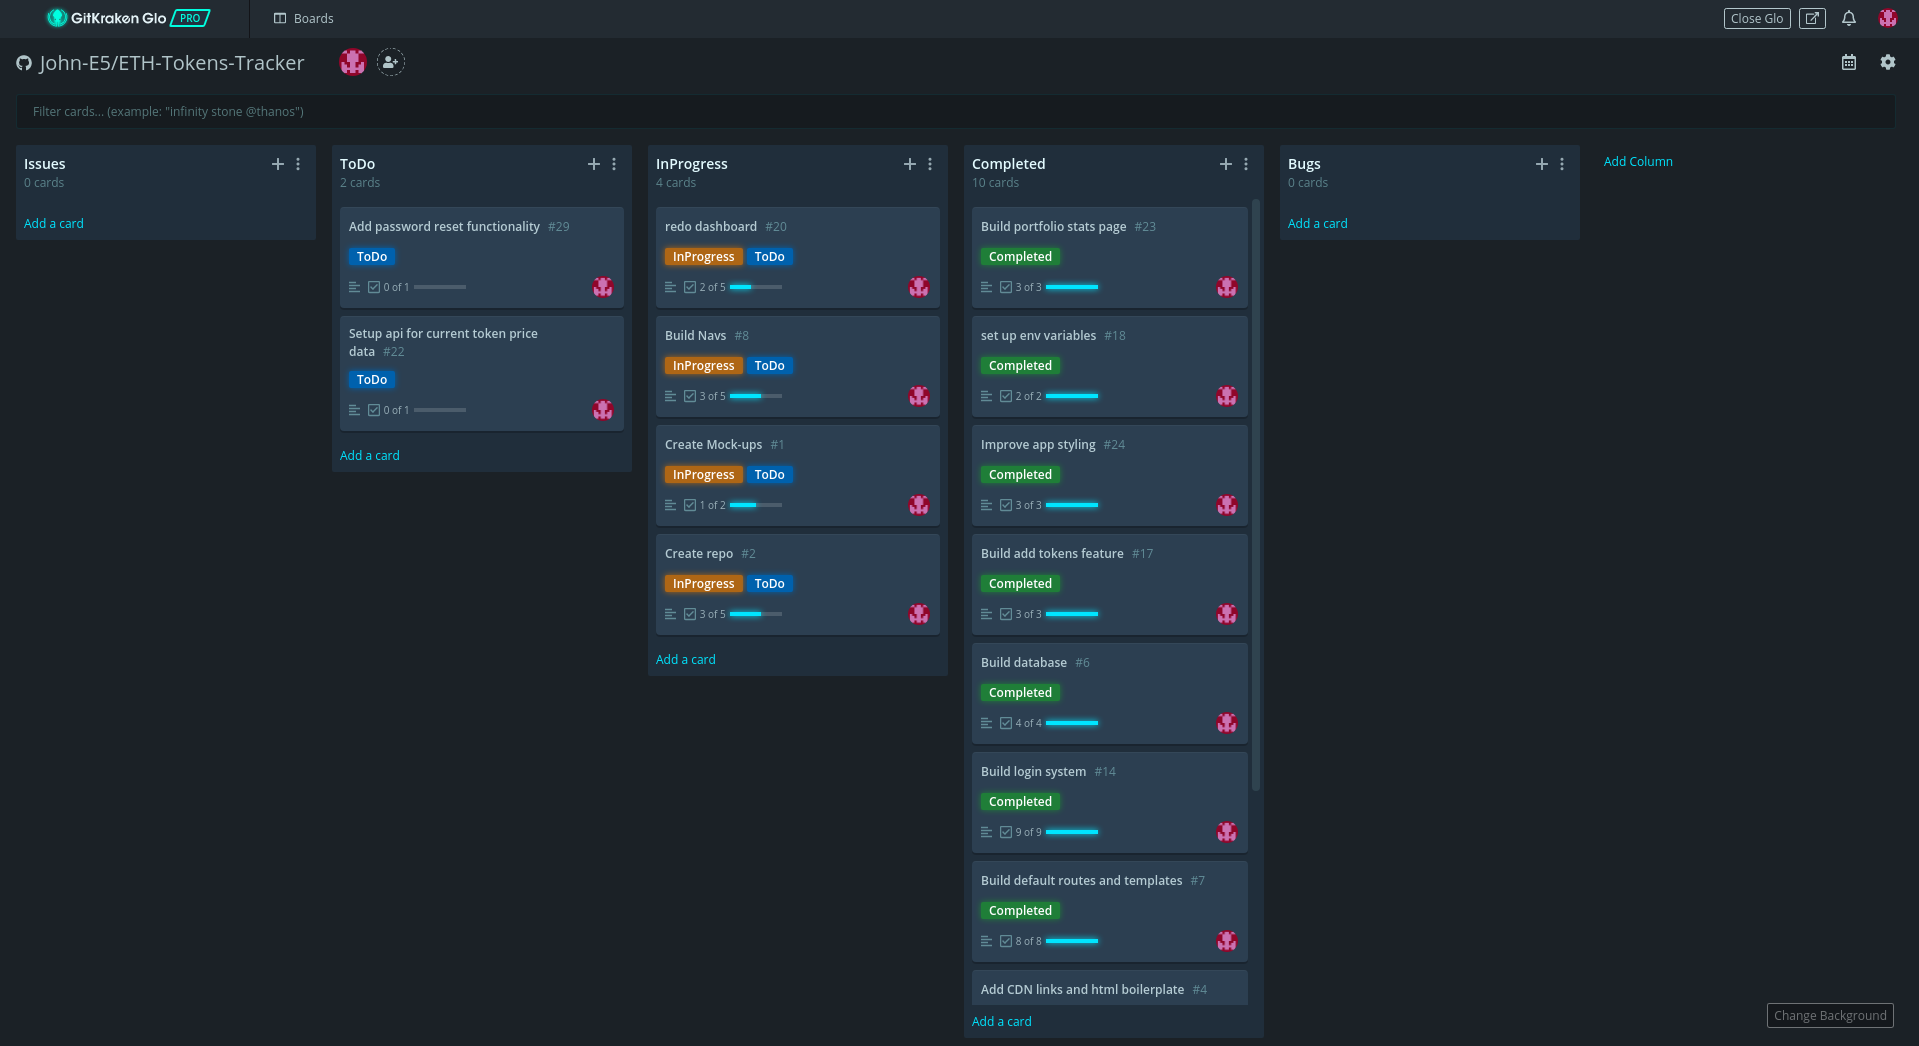 GitKraken Glo PRO
Boards
Close Glo
John-E5/ETH-Tokens-Tracker
Filter cards... (example: "infinity stone @thanos")
Issues
0 cards
Add a card
ToDo
2 cards
Add password reset functionality #29
ToDo
0 of 1
Setup api for current token price
data #22
ToDo
0 of 1
Add a card
InProgress
4 cards
redo dashboard #20
InProgress ToDo
2 of 5
Build Navs #8
InProgress ToDo
3 of 5
Create Mock-ups #1
InProgress ToDo
1 of 2
Create repo #2
InProgress ToDo
3 of 5
Add a card
Completed
10 cards
Build portfolio stats page #23
Completed
3 of 3
set up env variables #18
Completed
2 of 2
Improve app styling #24
Completed
3 of 3
Build add tokens feature #17
Completed
3 of 3
Build database #6
Completed
4 of 4
Build login system #14
Completed
9 of 9
Build default routes and templates #7
Completed
8 of 8
Add CDN links and html boilerplate #4
Add a card
Bugs
0 cards
Add a card
Add Column
Change Background